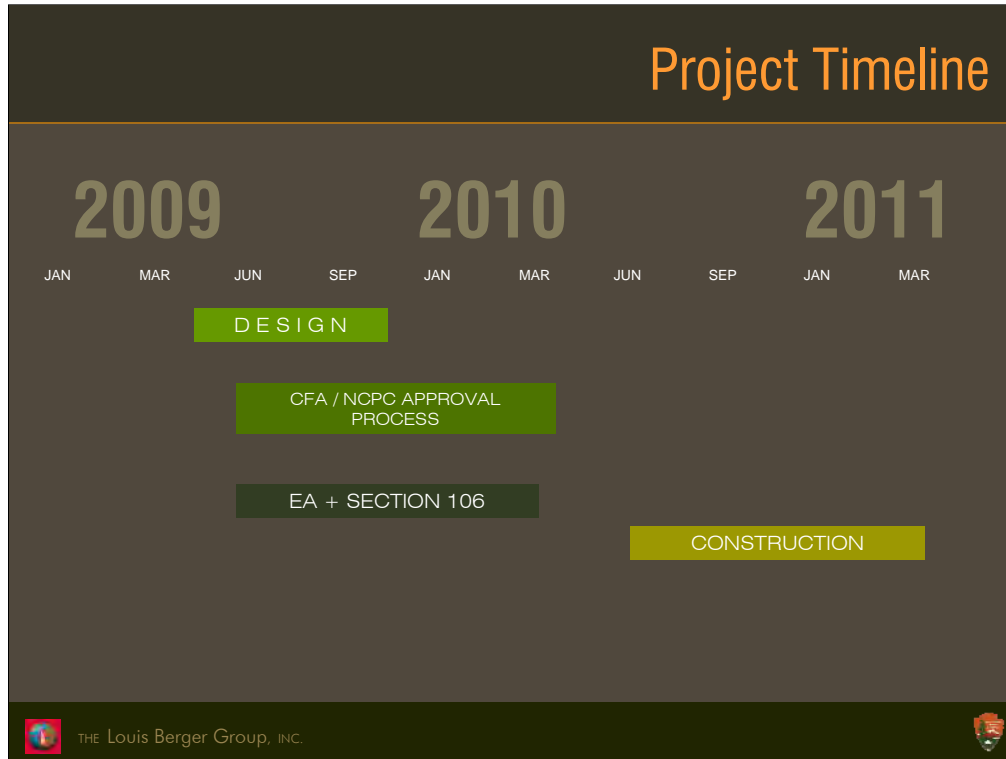 Project Timeline
2009 2010 2011
JAN MAR JUN SEP JAN MAR JUN SEP JAN MAR
DESIGN
CFA / NCPC APPROVAL
PROCESS
EA + SECTION 106
CONSTRUCTION
THE Louis Berger Group, INC.